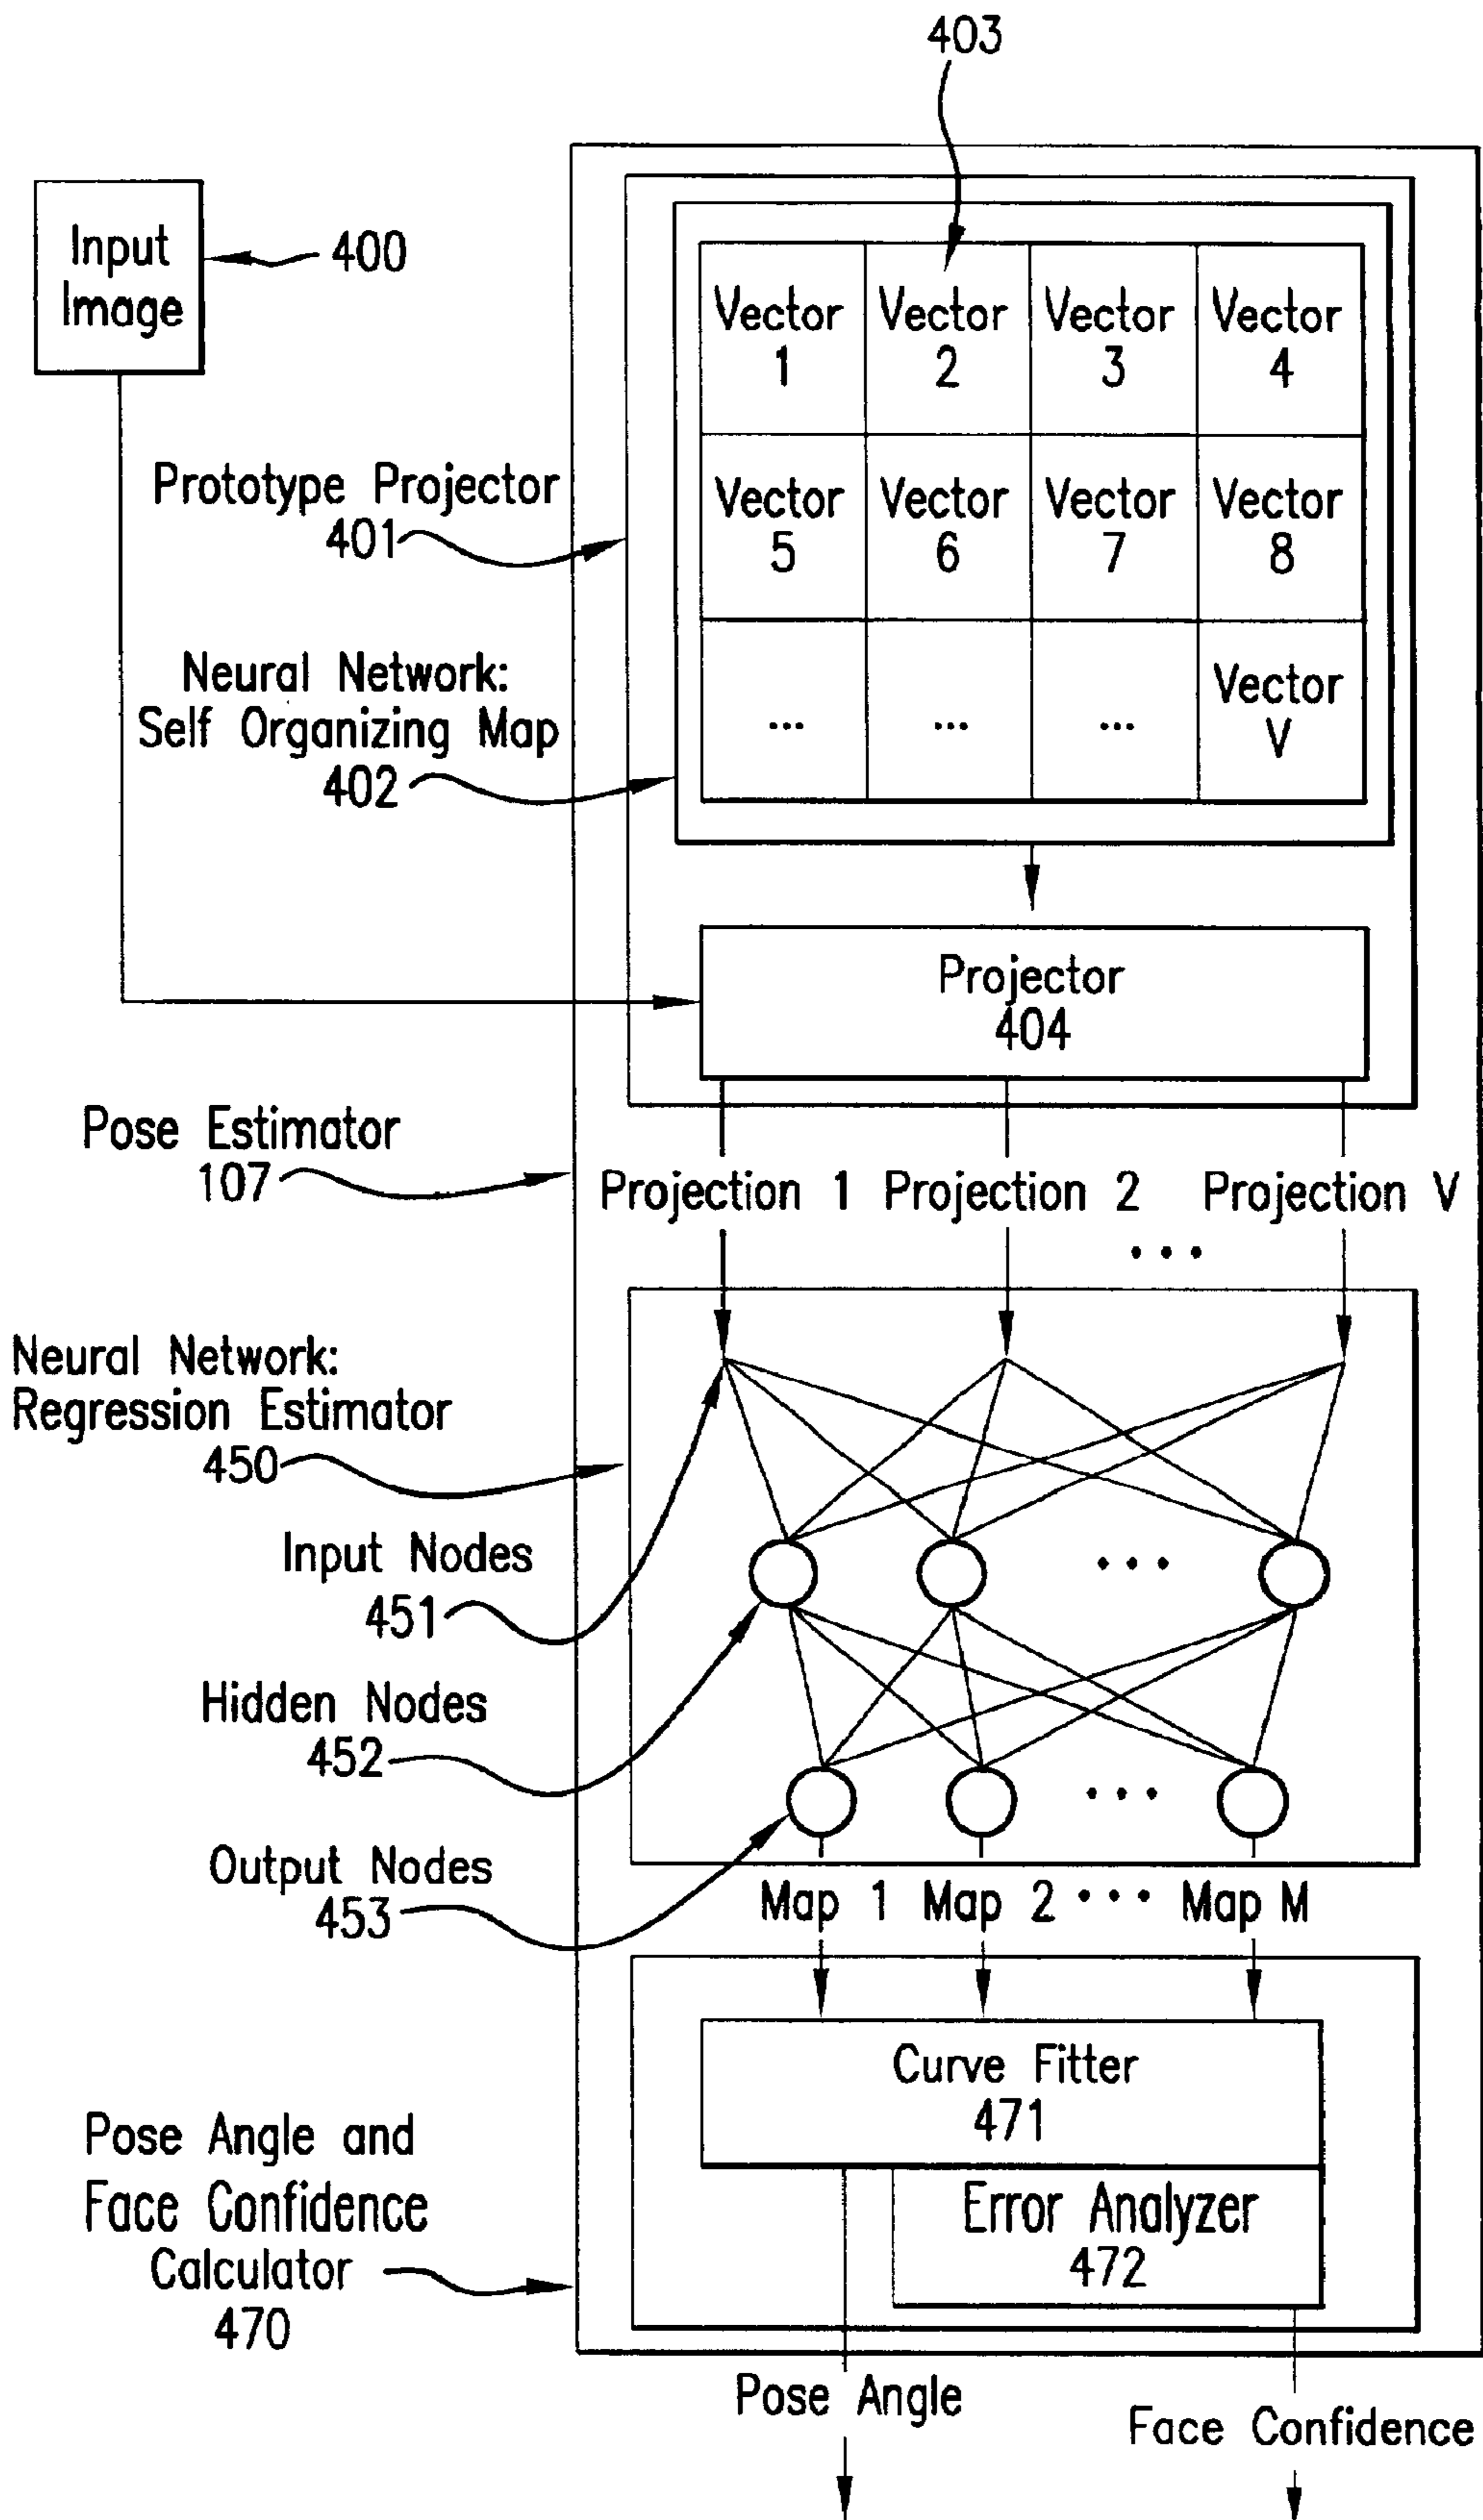 403
Input
Image
400
Vector
1
Vector
2
Vector
3
Vector
4
Prototype Projector
401
Vector
5
Vector
6
Vector
7
Vector
8
Neural Network:
Self Organizing Map
402
...
...
...
Vector
V
Projector
404
Pose Estimator
107
Projection 1 Projection 2 Projection V
...
Neural Network:
Regression Estimator
450
Input Nodes
451
...
Hidden Nodes
452
...
Output Nodes
453
Map 1 Map 2 ... Map M
Curve Fitter
471
Pose Angle and
Face Confidence
Calculator
470
Error Analyzer
472
Pose Angle
Face Confidence